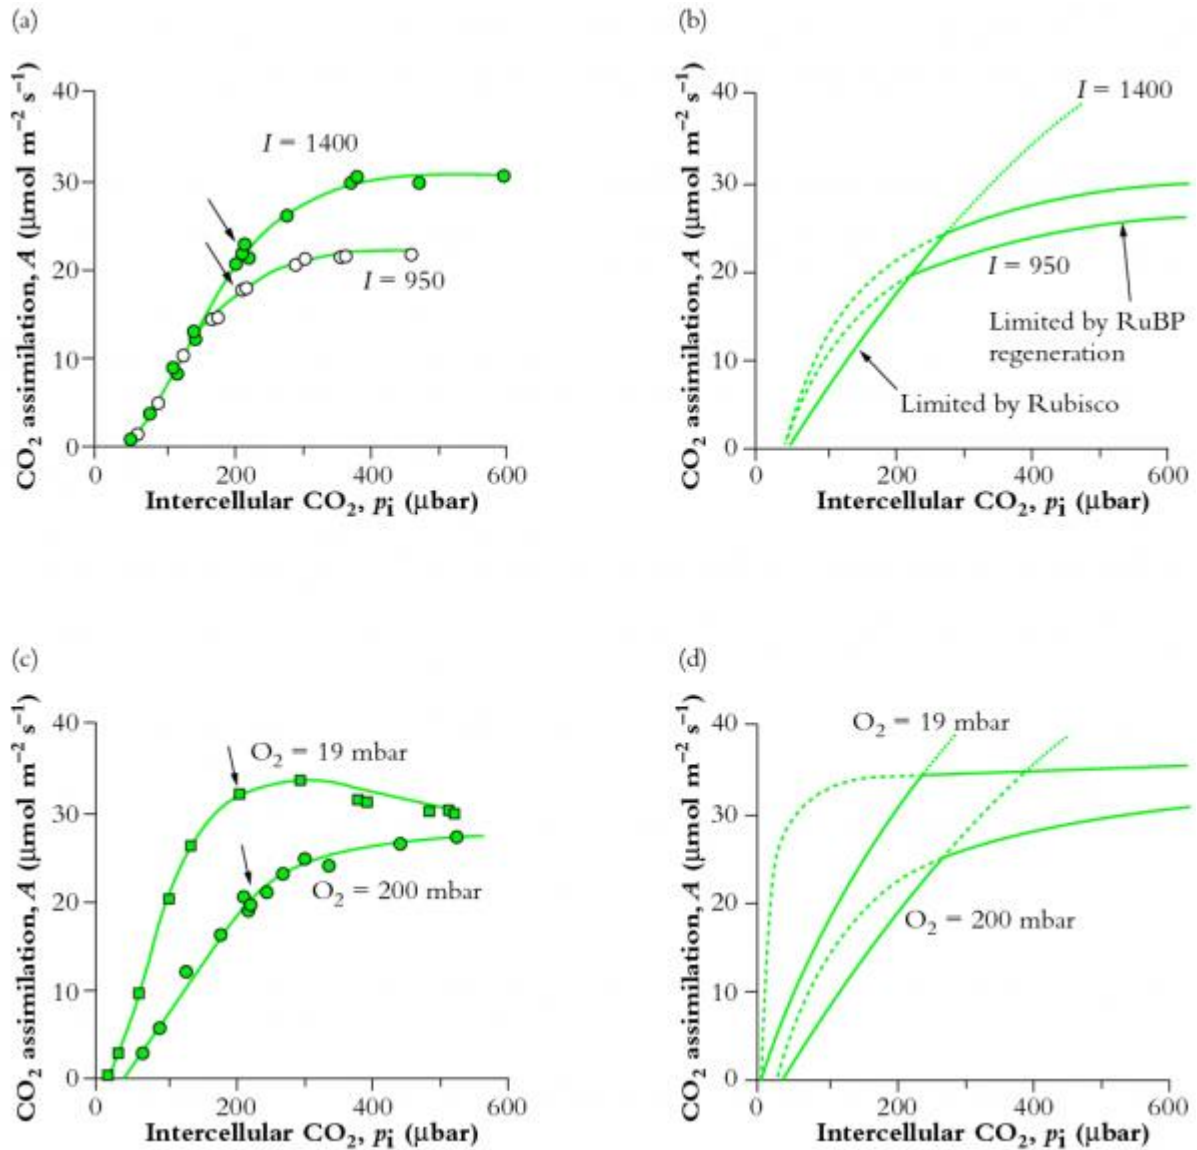 (a)
CO₂ assimilation, A (μmol m⁻² s⁻¹)
40
30
20
10
0
I = 1400
I = 950
0
200
400
600
Intercellular CO₂, pi (μbar)
(b)
CO₂ assimilation, A (μmol m⁻² s⁻¹)
40
30
20
10
0
I = 1400
I = 950
Limited by RuBP
regeneration
Limited by Rubisco
0
200
400
600
Intercellular CO₂, pi (μbar)
(c)
CO₂ assimilation, A (μmol m⁻² s⁻¹)
40
30
20
10
0
O₂ = 19 mbar
O₂ = 200 mbar
0
200
400
600
Intercellular CO₂, pi (μbar)
(d)
CO₂ assimilation, A (μmol m⁻² s⁻¹)
40
30
20
10
0
O₂ = 19 mbar
O₂ = 200 mbar
0
200
400
600
Intercellular CO₂, pi (μbar)